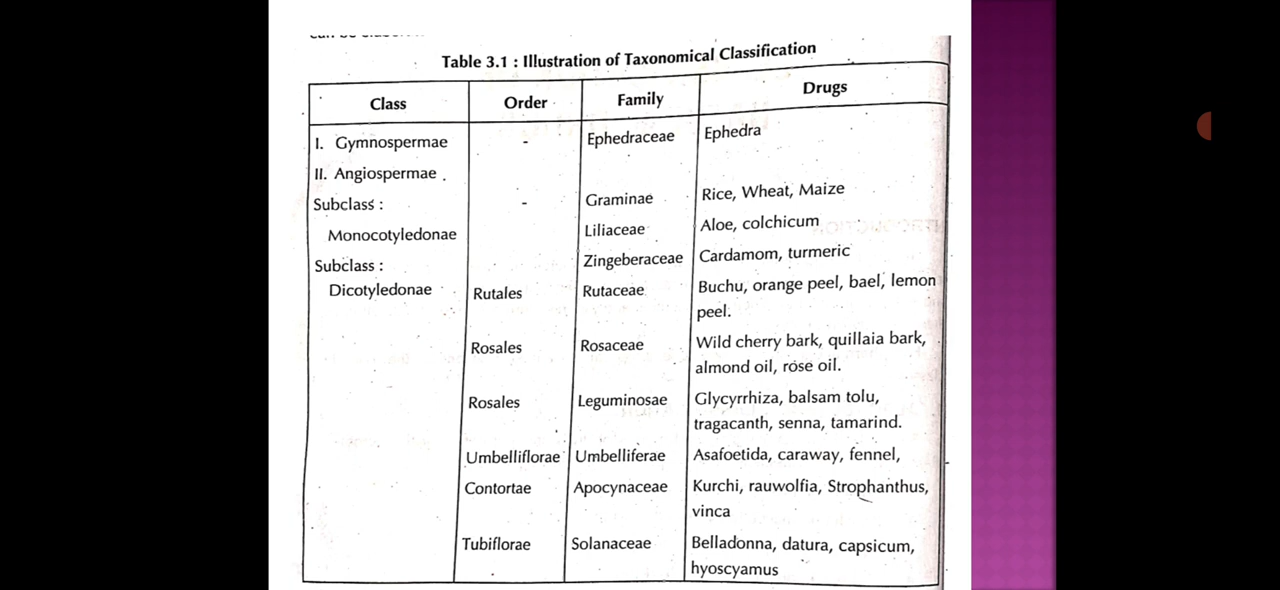 Table 3.1 : Illustration of Taxonomical Classification
Class Order Family Drugs
I. Gymnospermae - Ephedraceae Ephedra
II. Angiospermae
Subclass : - Graminae Rice, Wheat, Maize
Monocotyledonae Liliaceae Aloe, colchicum
Subclass : Zingeberaceae Cardamom, turmeric
Dicotyledonae Rutales Rutaceae Buchu, orange peel, bael, lemon
peel.
Rosales Rosaceae Wild cherry bark, quillaia bark,
almond oil, rose oil.
Rosales Leguminosae Glycyrrhiza, balsam tolu,
tragacanth, senna, tamarind.
Umbelliflorae Umbelliferae Asafoetida, caraway, fennel,
Contortae Apocynaceae Kurchi, rauwolfia, Strophanthus,
vinca
Tubiflorae Solanaceae Belladonna, datura, capsicum,
hyoscyamus